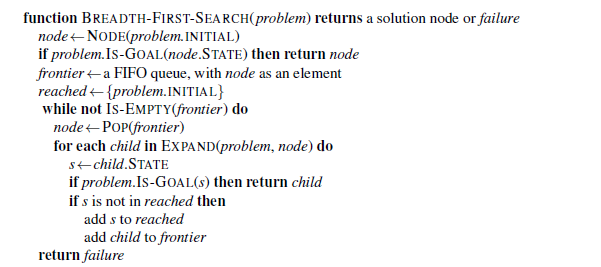 function BREADTH-FIRST-SEARCH(problem) returns a solution node or failure
node←NODE(problem.INITIAL)
if problem.IS-GOAL(node.STATE) then return node
frontier←a FIFO queue, with node as an element
reached←{problem.INITIAL}
while not IS-EMPTY(frontier) do
node←POP(frontier)
for each child in EXPAND(problem, node) do
s←child.STATE
if problem.IS-GOAL(s) then return child
if s is not in reached then
add s to reached
add child to frontier
return failure